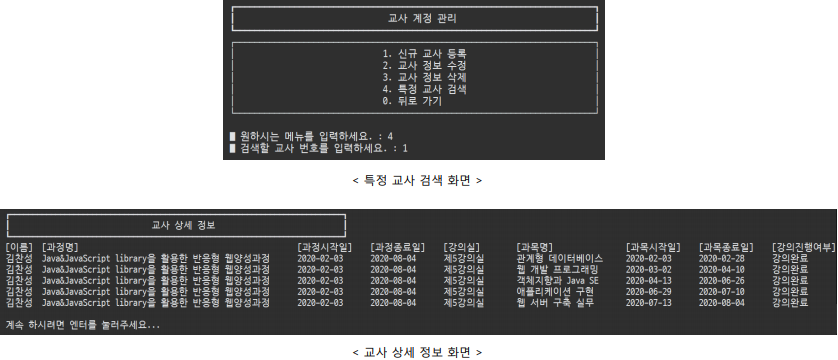 교사 계정 관리
1. 신규 교사 등록
2. 교사 정보 수정
3. 교사 정보 삭제
4. 특정 교사 검색
0. 뒤로 가기
■ 원하시는 메뉴를 입력하세요. : 4
■ 검색할 교사 번호를 입력하세요. : 1
< 특정 교사 검색 화면 >
교사 상세 정보
[이름] [과정명] [과정시작일] [과정종료일] [강의실] [과목명] [과목시작일] [과목종료일] [강의진행여부]
김찬성 Java&JavaScript library을 활용한 반응형 웹양성과정 2020-02-03 2020-08-04 제5강의실 관계형 데이터베이스 2020-02-03 2020-02-28 강의완료
김찬성 Java&JavaScript library을 활용한 반응형 웹양성과정 2020-02-03 2020-08-04 제5강의실 웹 개발 프로그래밍 2020-03-02 2020-04-10 강의완료
김찬성 Java&JavaScript library을 활용한 반응형 웹양성과정 2020-02-03 2020-08-04 제5강의실 객체지향과 Java SE 2020-04-13 2020-06-26 강의완료
김찬성 Java&JavaScript library을 활용한 반응형 웹양성과정 2020-02-03 2020-08-04 제5강의실 애플리케이션 구현 2020-06-29 2020-07-10 강의완료
김찬성 Java&JavaScript library을 활용한 반응형 웹양성과정 2020-02-03 2020-08-04 제5강의실 웹 서버 구축 실무 2020-07-13 2020-08-04 강의완료
계속 하시려면 엔터를 눌러주세요...
< 교사 상세 정보 화면 >